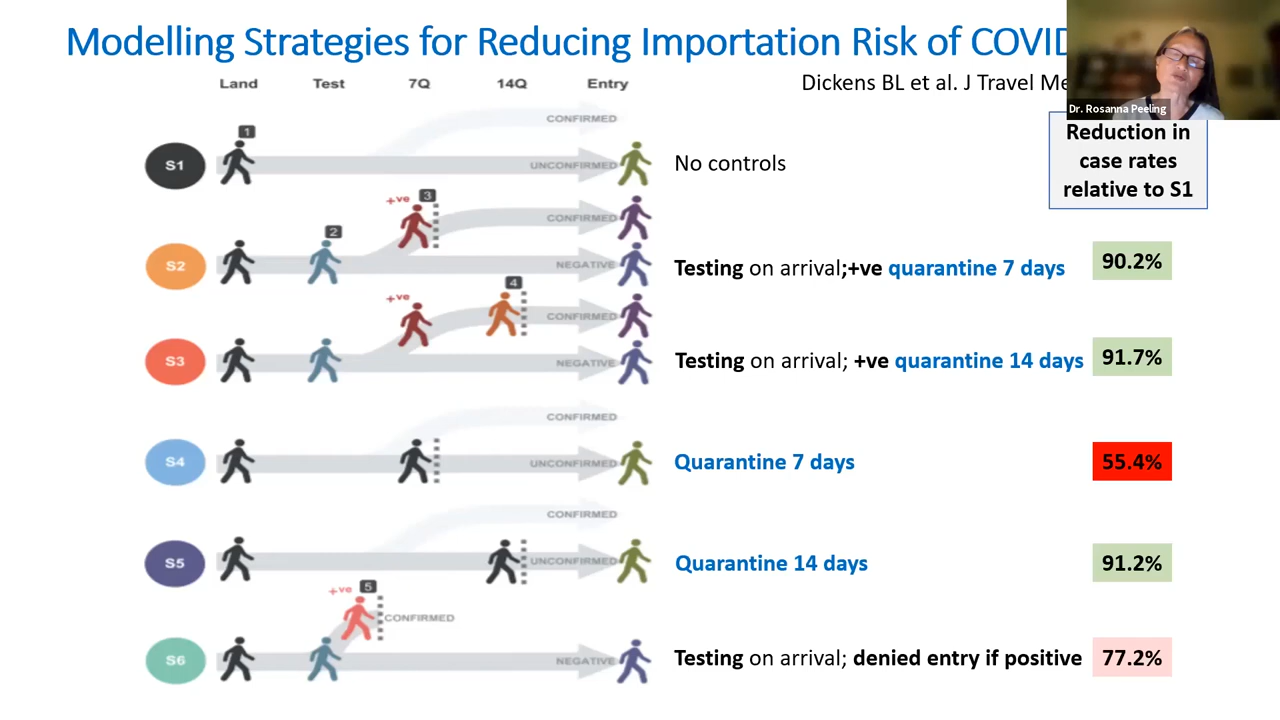 Modelling Strategies for Reducing Importation Risk of COVID
Land Test 7Q 14Q Entry
Dickens BL et al. J Travel Me
Dr. Rosanna Peeling
Reduction in
case rates
relative to S1
CONFIRMED
1
S1 UNCONFIRMED No controls
+ve 3
CONFIRMED
2
S2 NEGATIVE Testing on arrival;+ve quarantine 7 days 90.2%
4
+ve
CONFIRMED
S3 NEGATIVE Testing on arrival; +ve quarantine 14 days 91.7%
CONFIRMED
S4 UNCONFIRMED Quarantine 7 days 55.4%
CONFIRMED
S5 UNCONFIRMED Quarantine 14 days 91.2%
+ve 5
CONFIRMED
S6 NEGATIVE Testing on arrival; denied entry if positive 77.2%